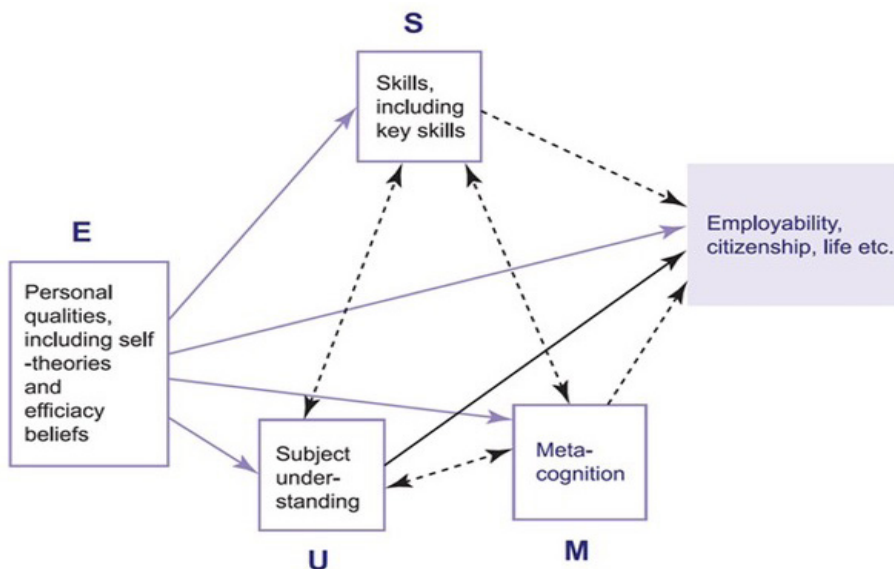 S
Skills,
including
key skills
E
Personal
qualities,
including self
-theories
and
efficiacy
beliefs
Employability,
citizenship, life etc.
Subject
under-
standing
U
Meta-
cognition
M